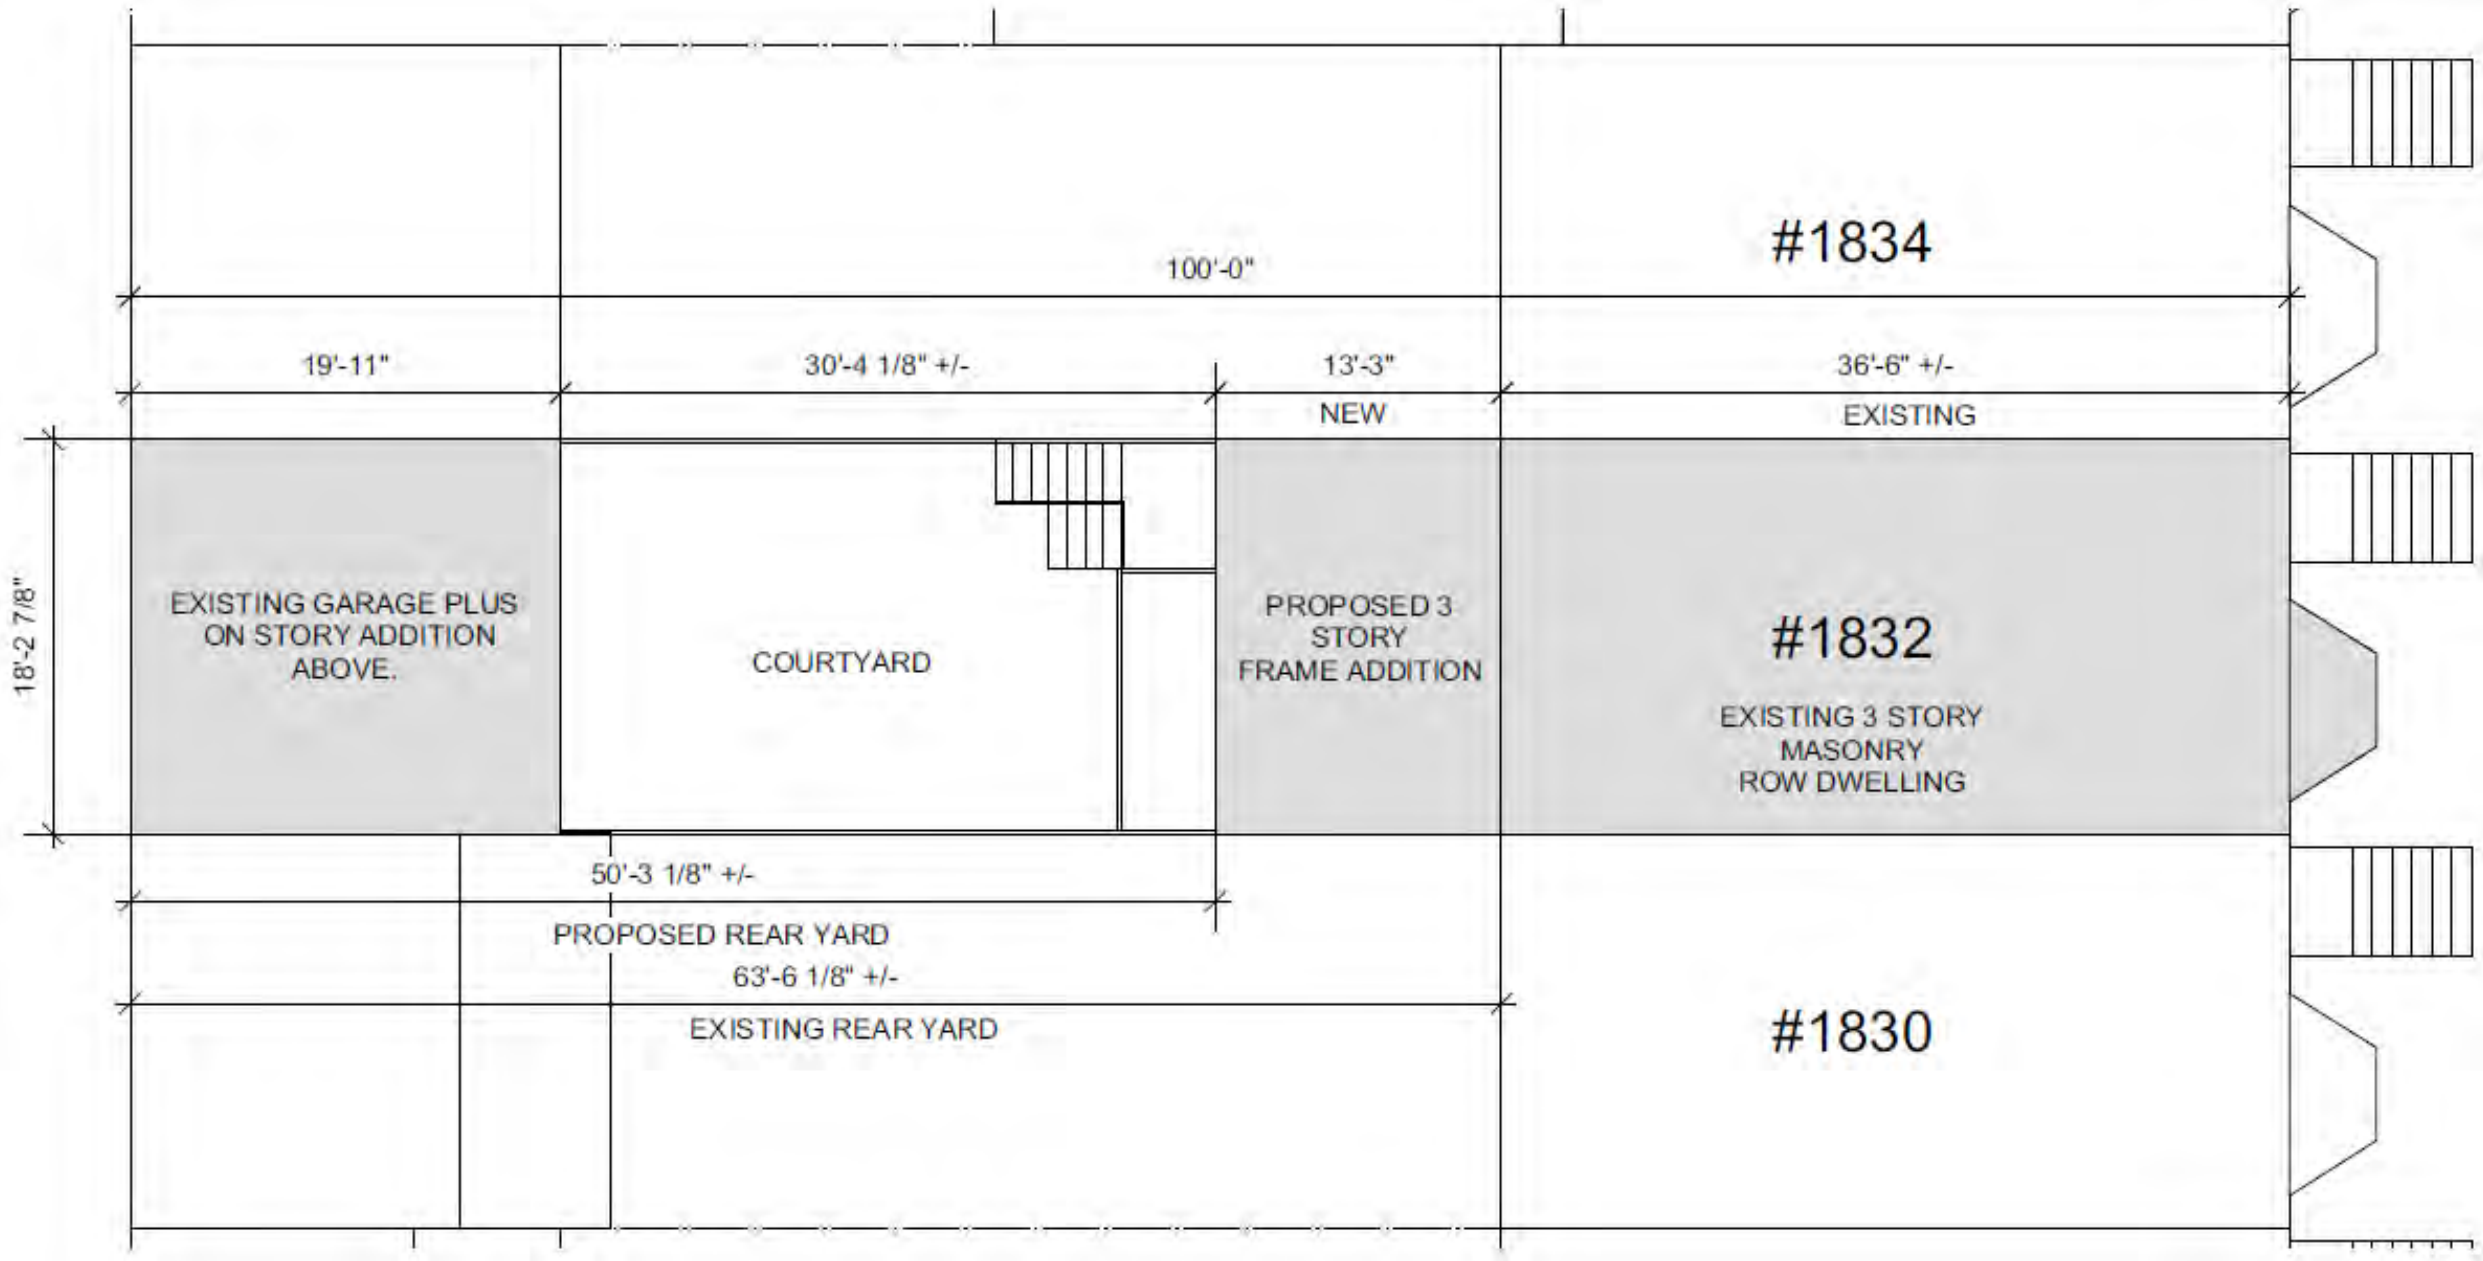 #1834
100'-0"
19'-11"
30'-4 1/8" +/-
13'-3"
36'-6" +/-
NEW
EXISTING
18'-2 7/8"
EXISTING GARAGE PLUS
ON STORY ADDITION
ABOVE.
COURTYARD
PROPOSED 3
STORY
FRAME ADDITION
#1832
EXISTING 3 STORY
MASONRY
ROW DWELLING
50'-3 1/8" +/-
PROPOSED REAR YARD
63'-6 1/8" +/-
EXISTING REAR YARD
#1830